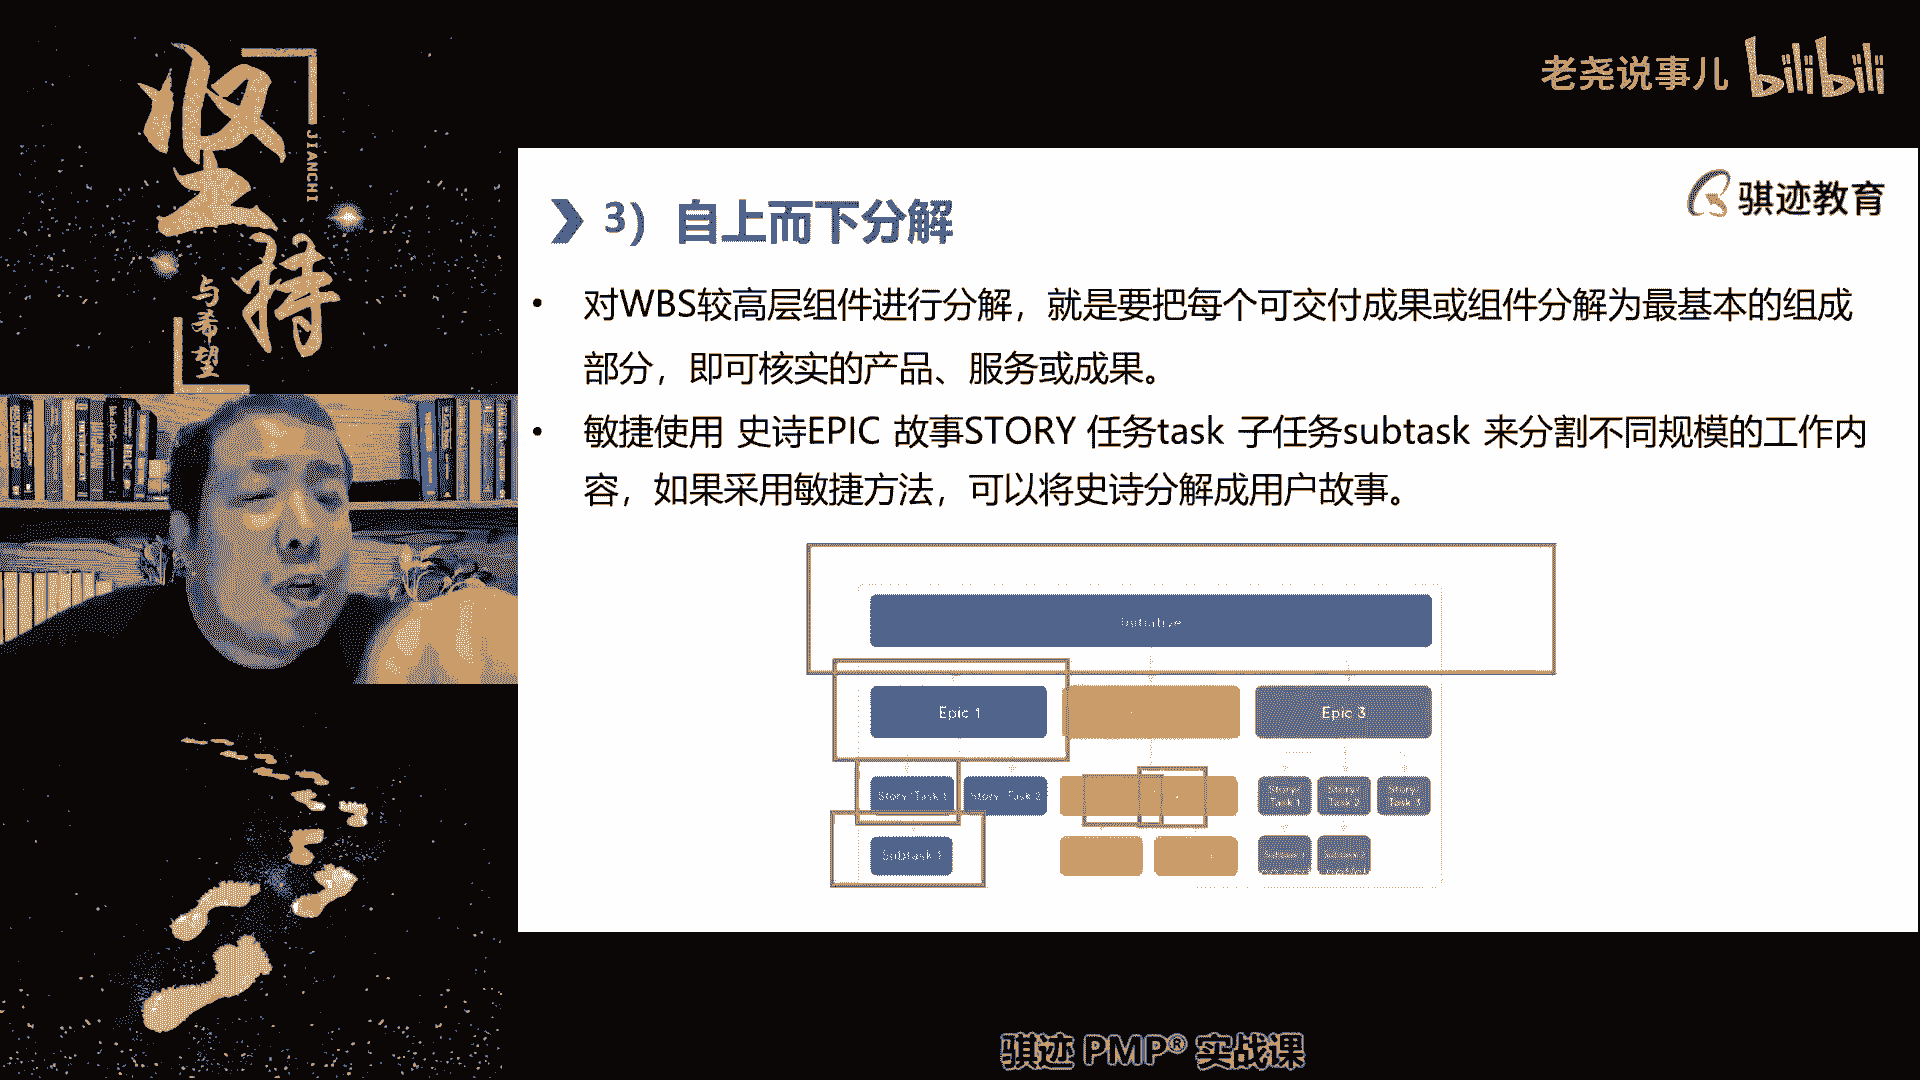 坚持
JIANCHI
与希望
老尧说事儿 bilibili
骐迹教育
3）自上而下分解
• 对WBS较高层组件进行分解，就是要把每个可交付成果或组件分解为最基本的组成
部分，即可核实的产品、服务或成果。
• 敏捷使用 史诗EPIC 故事STORY 任务task 子任务subtask 来分割不同规模的工作内
容，如果采用敏捷方法，可以将史诗分解成用户故事。
Epic 1
Epic 3
Story/Task 1
Story/Task 2
Story/
Task 1
Story/
Task 2
Story/
Task 3
Subtask 1
骐迹 PMP® 实战课